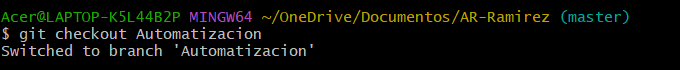 Acer@LAPTOP-K5L44B2P MINGW64 ~/OneDrive/Documentos/AR-Ramirez (master)
$ git checkout Automatizacion
Switched to branch 'Automatizacion'